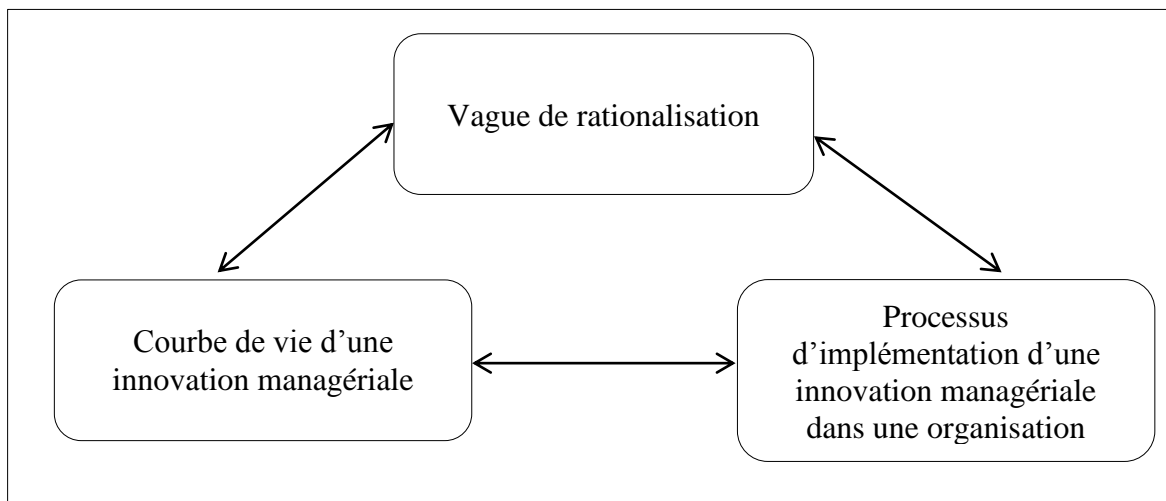 Vague de rationalisation
Courbe de vie d’une
innovation managériale
Processus
d’implémentation d’une
innovation managériale
dans une organisation